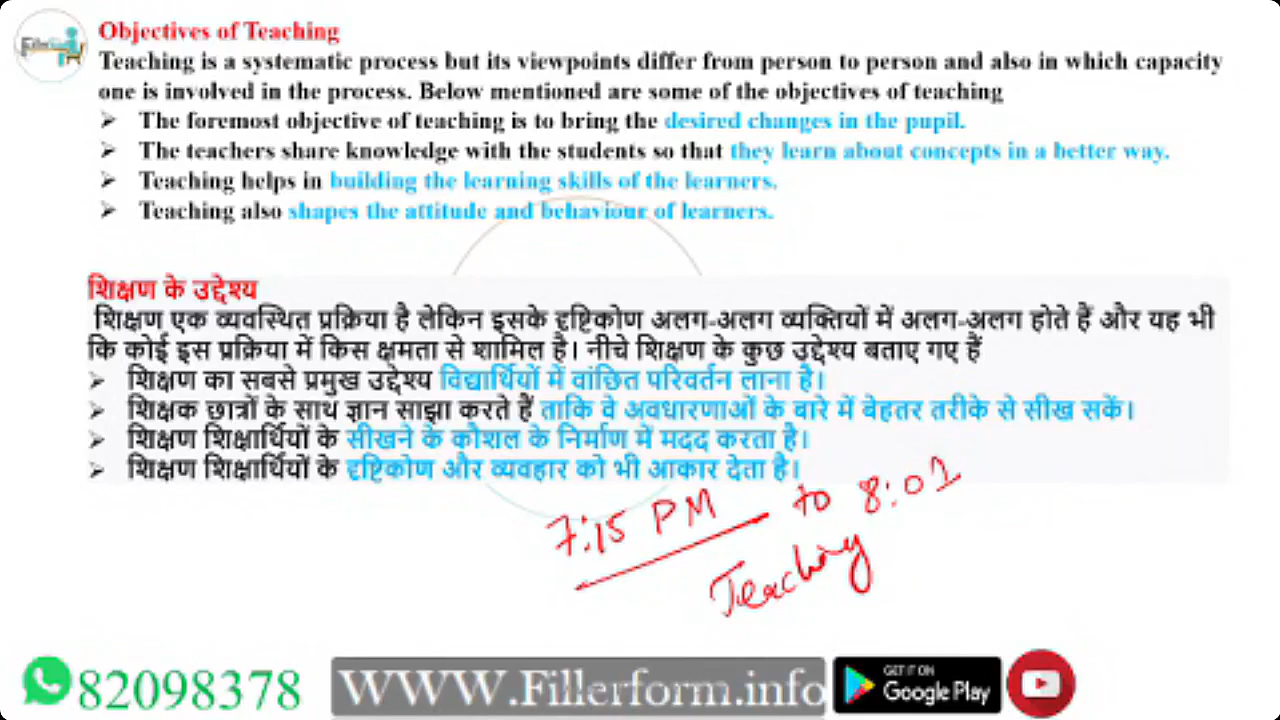 Objectives of Teaching
Teaching is a systematic process but its viewpoints differ from person to person and also in which capacity
one is involved in the process. Below mentioned are some of the objectives of teaching
➢ The foremost objective of teaching is to bring the desired changes in the pupil.
➢ The teachers share knowledge with the students so that they learn about concepts in a better way.
➢ Teaching helps in building the learning skills of the learners.
➢ Teaching also shapes the attitude and behaviour of learners.
शिक्षण के उद्देश्य
शिक्षण एक व्यवस्थित प्रक्रिया है लेकिन इसके दृष्टिकोण अलग-अलग व्यक्तियों में अलग-अलग होते हैं और यह भी
कि कोई इस प्रक्रिया में किस क्षमता से शामिल है। नीचे शिक्षण के कुछ उद्देश्य बताए गए हैं
➢ शिक्षण का सबसे प्रमुख उद्देश्य विद्यार्थियों में वांछित परिवर्तन लाना है।
➢ शिक्षक छात्रों के साथ ज्ञान साझा करते हैं ताकि वे अवधारणाओं के बारे में बेहतर तरीके से सीख सकें।
➢ शिक्षण शिक्षार्थियों के सीखने के कौशल के निर्माण में मदद करता है।
➢ शिक्षण शिक्षार्थियों के दृष्टिकोण और व्यवहार को भी आकार देता है।
7:15 PM to 8:01
Teaching
82098378
WWW.Fillerform.info
GET IT ON
Google Play